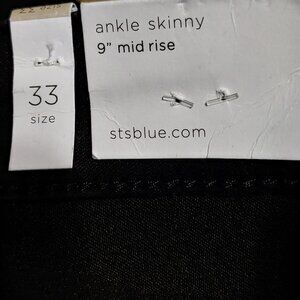 33
size
ankle skinny
9” mid rise
stsblue.com